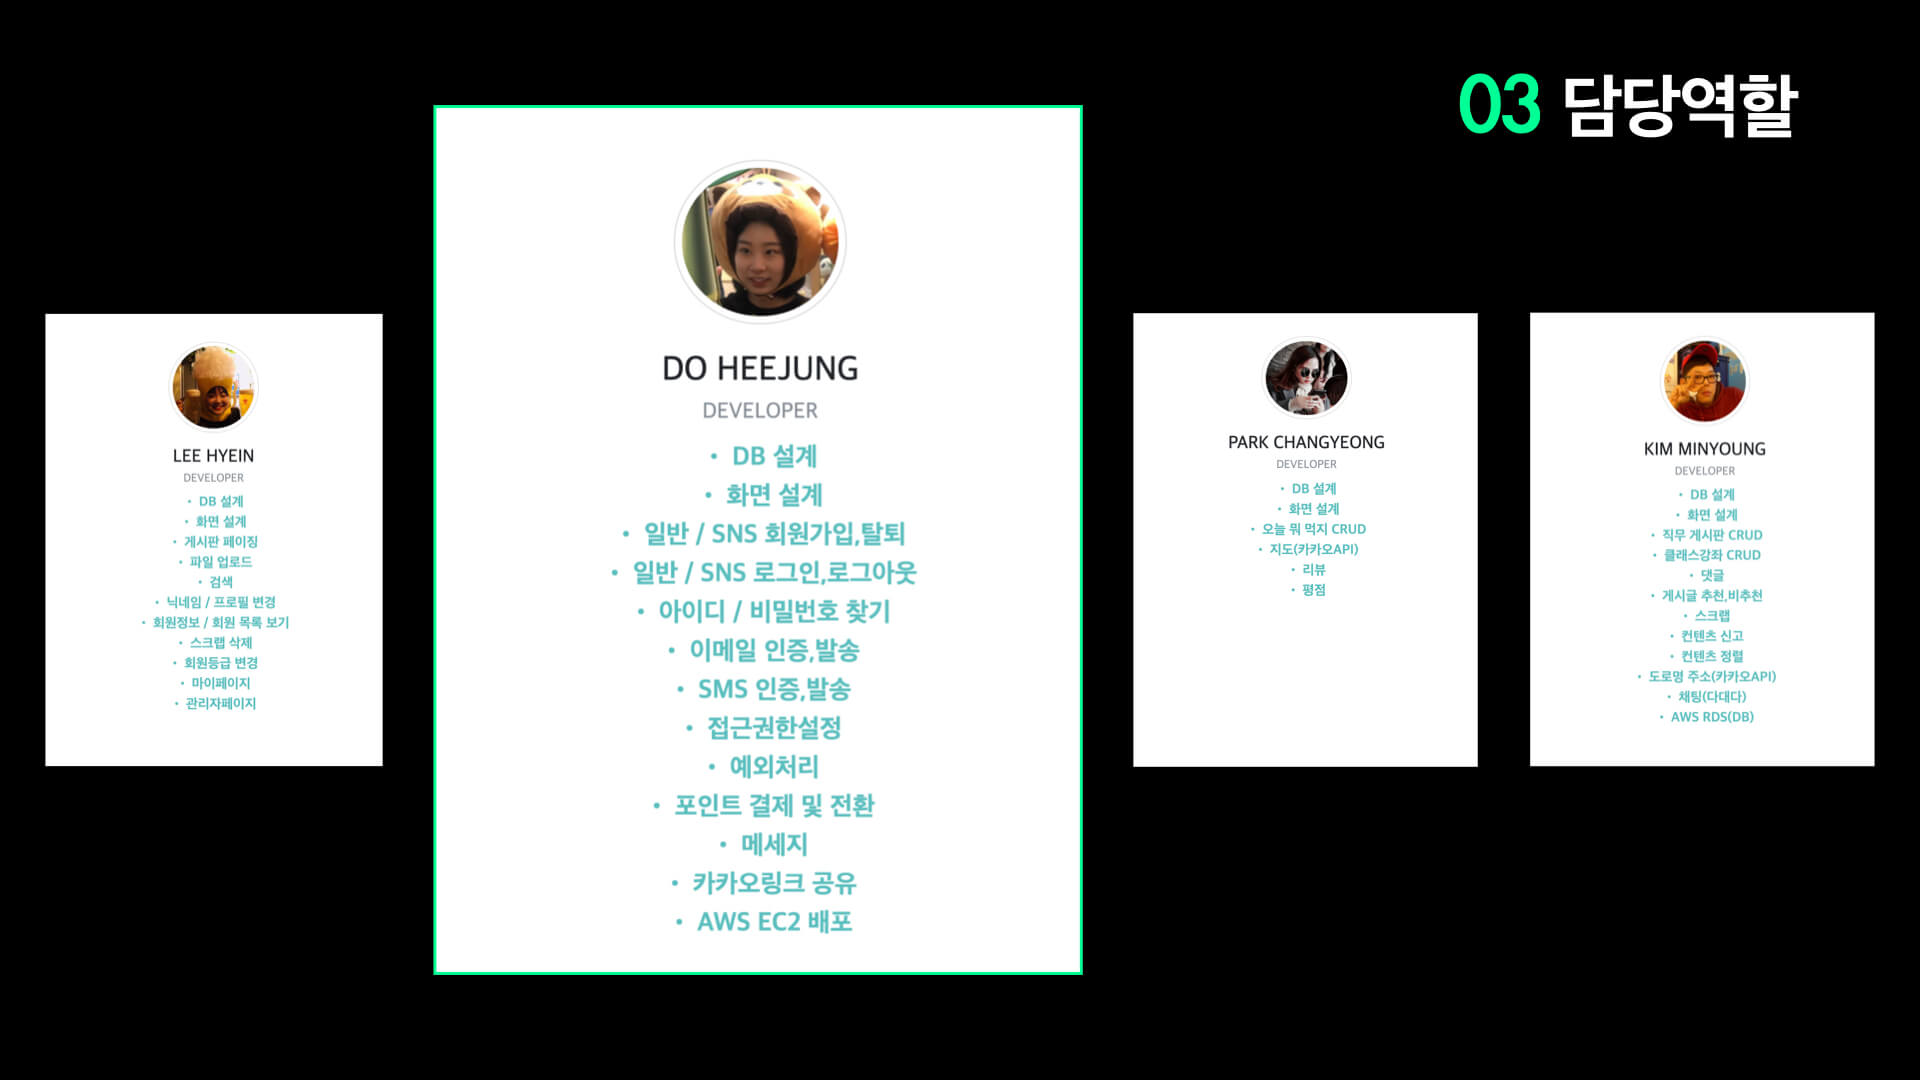 03 담당역할
LEE HYEIN
DEVELOPER
• DB 설계
• 화면 설계
• 게시판 페이징
• 파일 업로드
• 검색
• 닉네임 / 프로필 변경
• 회원정보 / 회원 목록 보기
• 스크랩 삭제
• 회원등급 변경
• 마이페이지
• 관리자페이지
DO HEEJUNG
DEVELOPER
• DB 설계
• 화면 설계
• 일반 / SNS 회원가입,탈퇴
• 일반 / SNS 로그인,로그아웃
• 아이디 / 비밀번호 찾기
• 이메일 인증,발송
• SMS 인증,발송
• 접근권한설정
• 예외처리
• 포인트 결제 및 전환
• 메세지
• 카카오링크 공유
• AWS EC2 배포
PARK CHANGYEONG
DEVELOPER
• DB 설계
• 화면 설계
• 오늘 뭐 먹지 CRUD
• 지도(카카오API)
• 리뷰
• 평점
KIM MINYOUNG
DEVELOPER
• DB 설계
• 화면 설계
• 직무 게시판 CRUD
• 클래스강좌 CRUD
• 댓글
• 게시글 추천,비추천
• 스크랩
• 컨텐츠 신고
• 컨텐츠 정렬
• 도로명 주소(카카오API)
• 채팅(다대다)
• AWS RDS(DB)